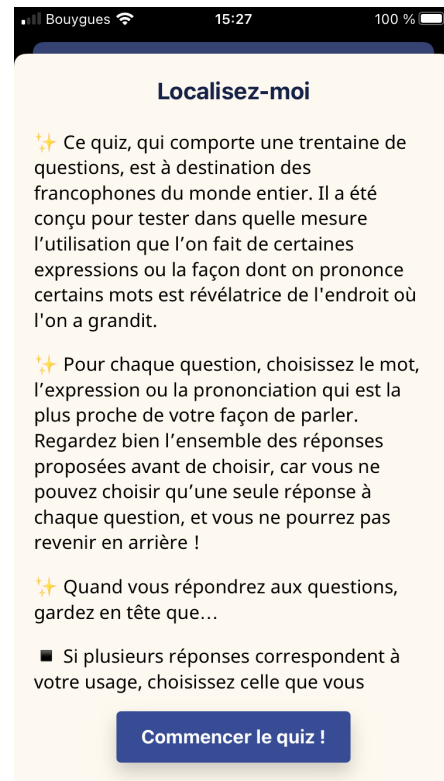 Bouygues 15:27 100 %
Localisez-moi
✨ Ce quiz, qui comporte une trentaine de
questions, est à destination des
francophones du monde entier. Il a été
conçu pour tester dans quelle mesure
l’utilisation que l’on fait de certaines
expressions ou la façon dont on prononce
certains mots est révélatrice de l'endroit où
l'on a grandit.
✨ Pour chaque question, choisissez le mot,
l’expression ou la prononciation qui est la
plus proche de votre façon de parler.
Regardez bien l’ensemble des réponses
proposées avant de choisir, car vous ne
pouvez choisir qu’une seule réponse à
chaque question, et vous ne pourrez pas
revenir en arrière !
✨ Quand vous répondrez aux questions,
gardez en tête que…
▪ Si plusieurs réponses correspondent à
votre usage, choisissez celle que vous
Commencer le quiz !